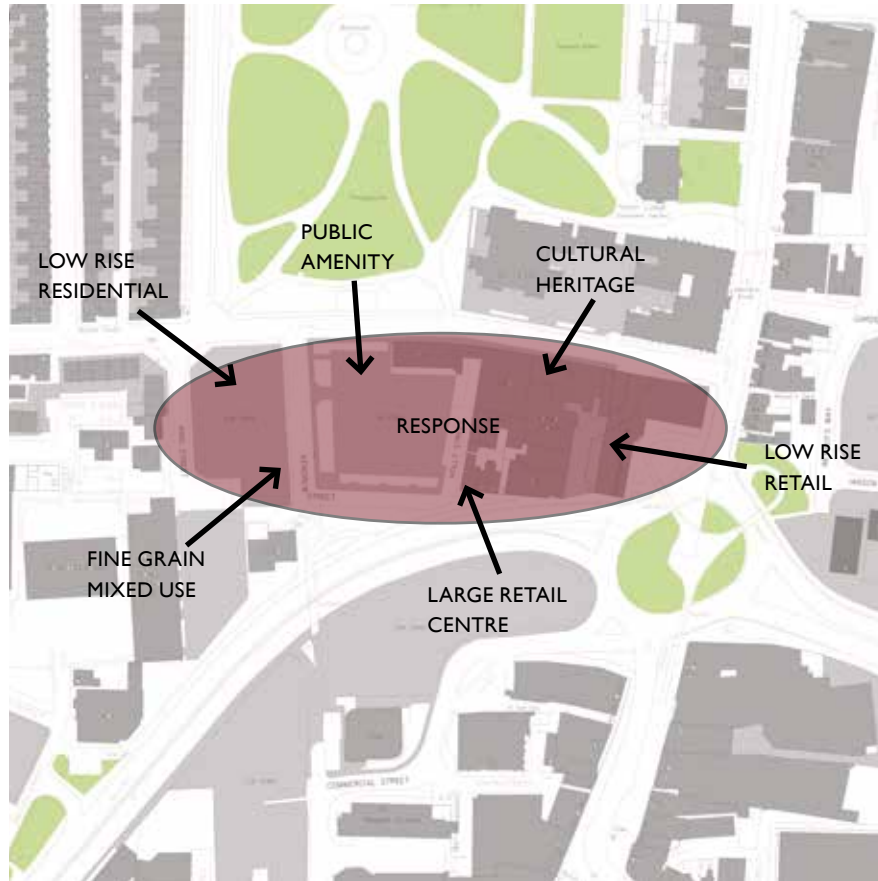 PUBLIC
AMENITY
CULTURAL
HERITAGE
LOW RISE
RESIDENTIAL
RESPONSE
LOW RISE
RETAIL
STREET
FINE GRAIN
MIXED USE
LARGE RETAIL
CENTRE
COMMERCIAL STREET